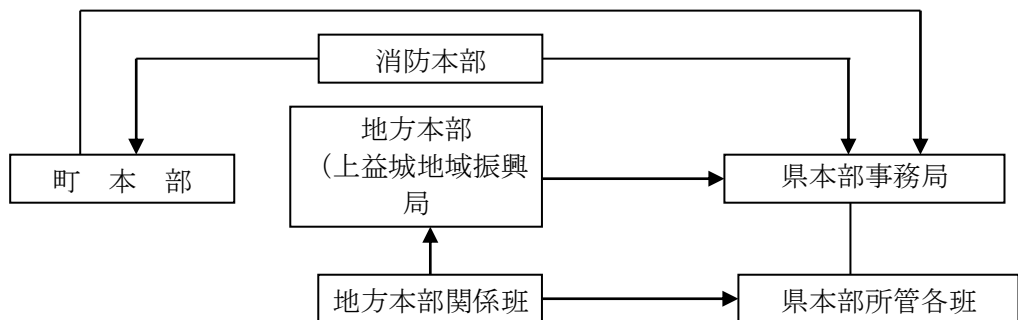 消防本部
地方本部
(上益城地域振興
局
町　本　部
県本部事務局
地方本部関係班
県本部所管各班